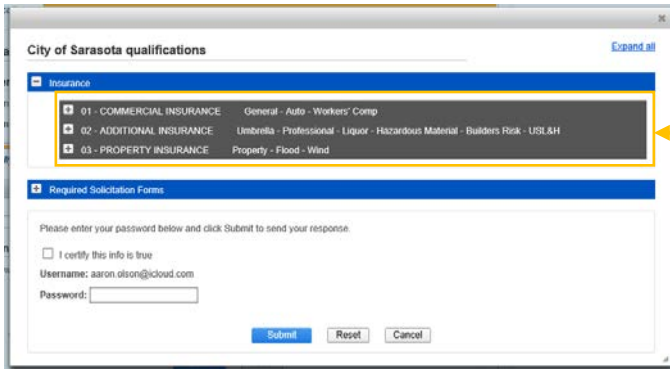 City of Sarasota qualifications
Expand all
Insurance
01 - COMMERCIAL INSURANCE General - Auto - Workers' Comp
02 - ADDITIONAL INSURANCE Umbrella - Professional - Liquor - Hazardous Material - Builders Risk - USL&H
03 - PROPERTY INSURANCE Property - Flood - Wind
Required Solicitation Forms
Please enter your password below and click Submit to send your response.
I certify this info is true
Username: aaron.olson@icloud.com
Password:
Submit Reset Cancel